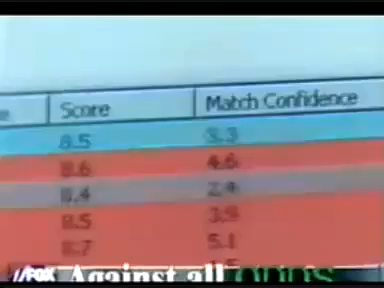 Score Match Confidence
8.5 3.3
8.6 4.6
8.4 2.4
8.5 3.9
8.7 5.1
//FOX Against all ODDS